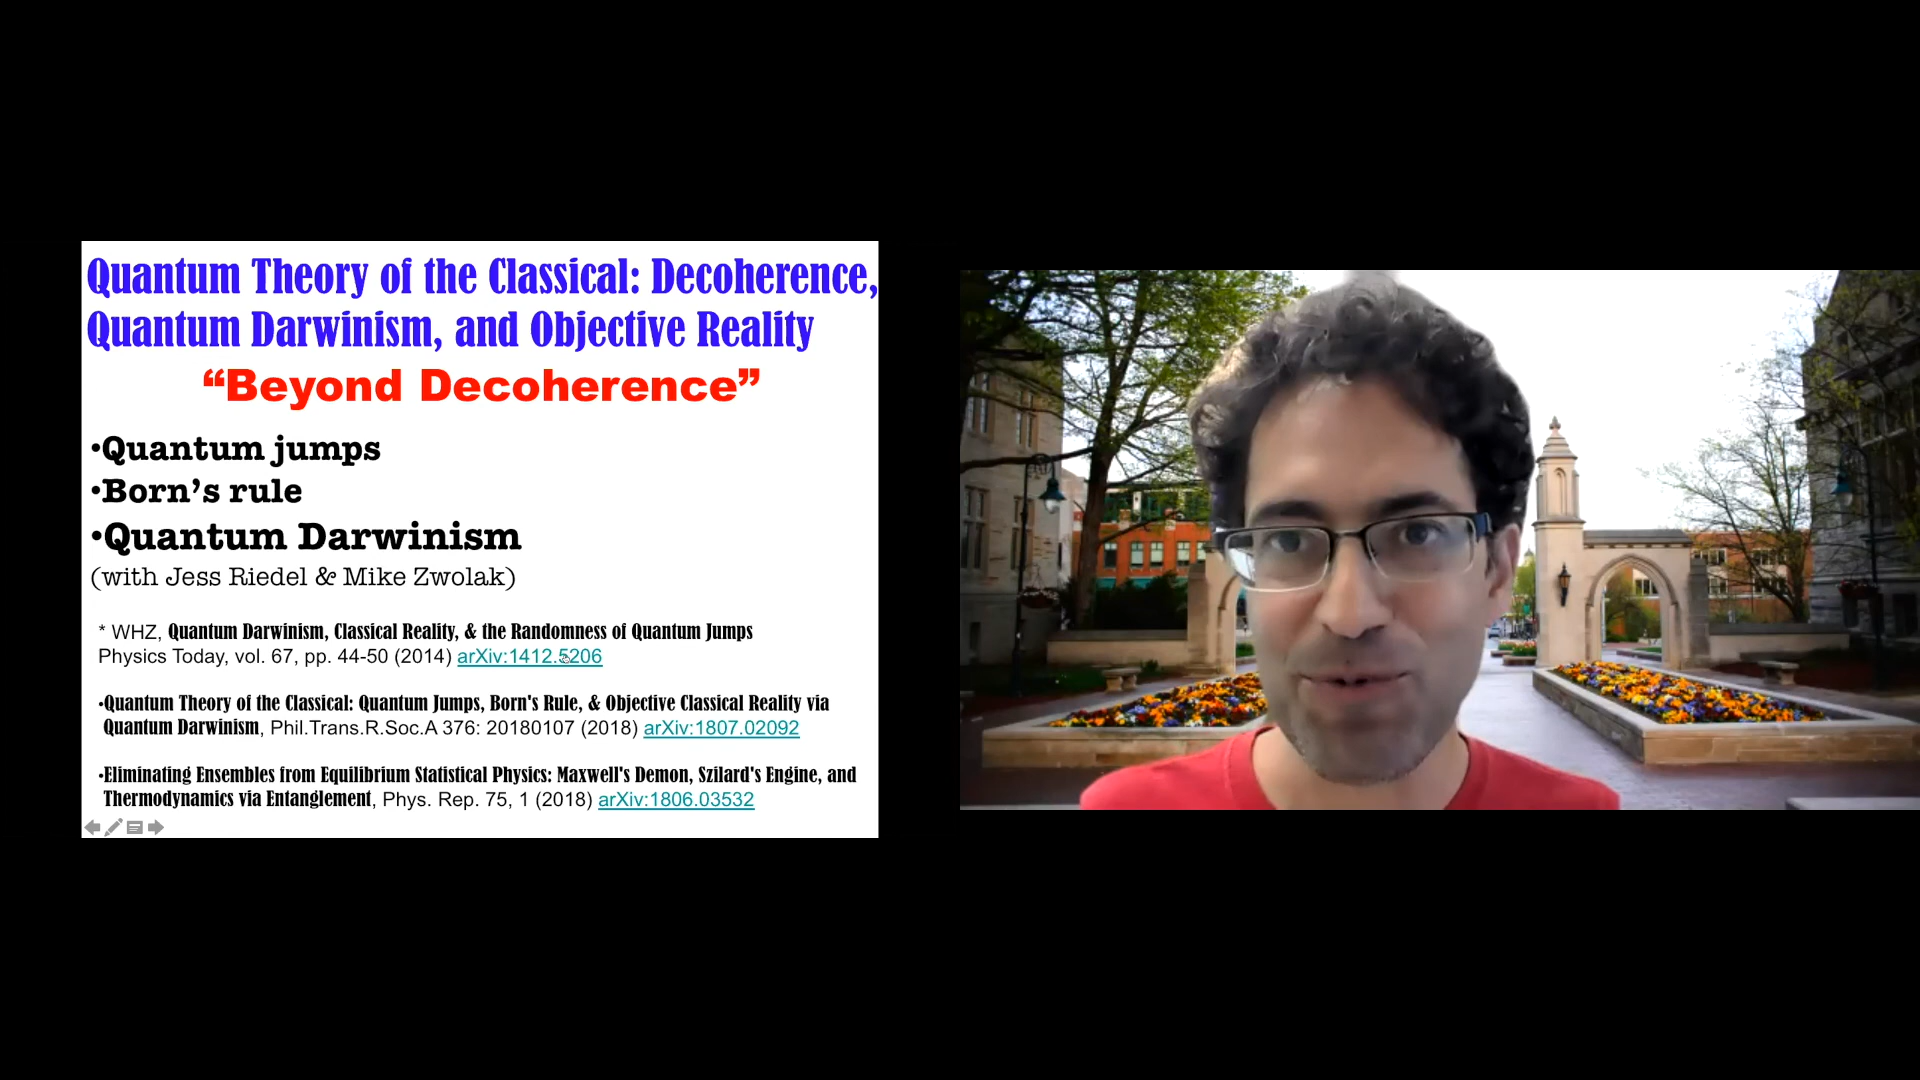 Quantum Theory of the Classical: Decoherence,
Quantum Darwinism, and Objective Reality
“Beyond Decoherence”
•Quantum jumps
•Born’s rule
•Quantum Darwinism
(with Jess Riedel & Mike Zwolak)
* WHZ, Quantum Darwinism, Classical Reality, & the Randomness of Quantum Jumps
Physics Today, vol. 67, pp. 44-50 (2014) arXiv:1412.5206
•Quantum Theory of the Classical: Quantum Jumps, Born's Rule, & Objective Classical Reality via
Quantum Darwinism, Phil.Trans.R.Soc.A 376: 20180107 (2018) arXiv:1807.02092
•Eliminating Ensembles from Equilibrium Statistical Physics: Maxwell's Demon, Szilard's Engine, and
Thermodynamics via Entanglement, Phys. Rep. 75, 1 (2018) arXiv:1806.03532